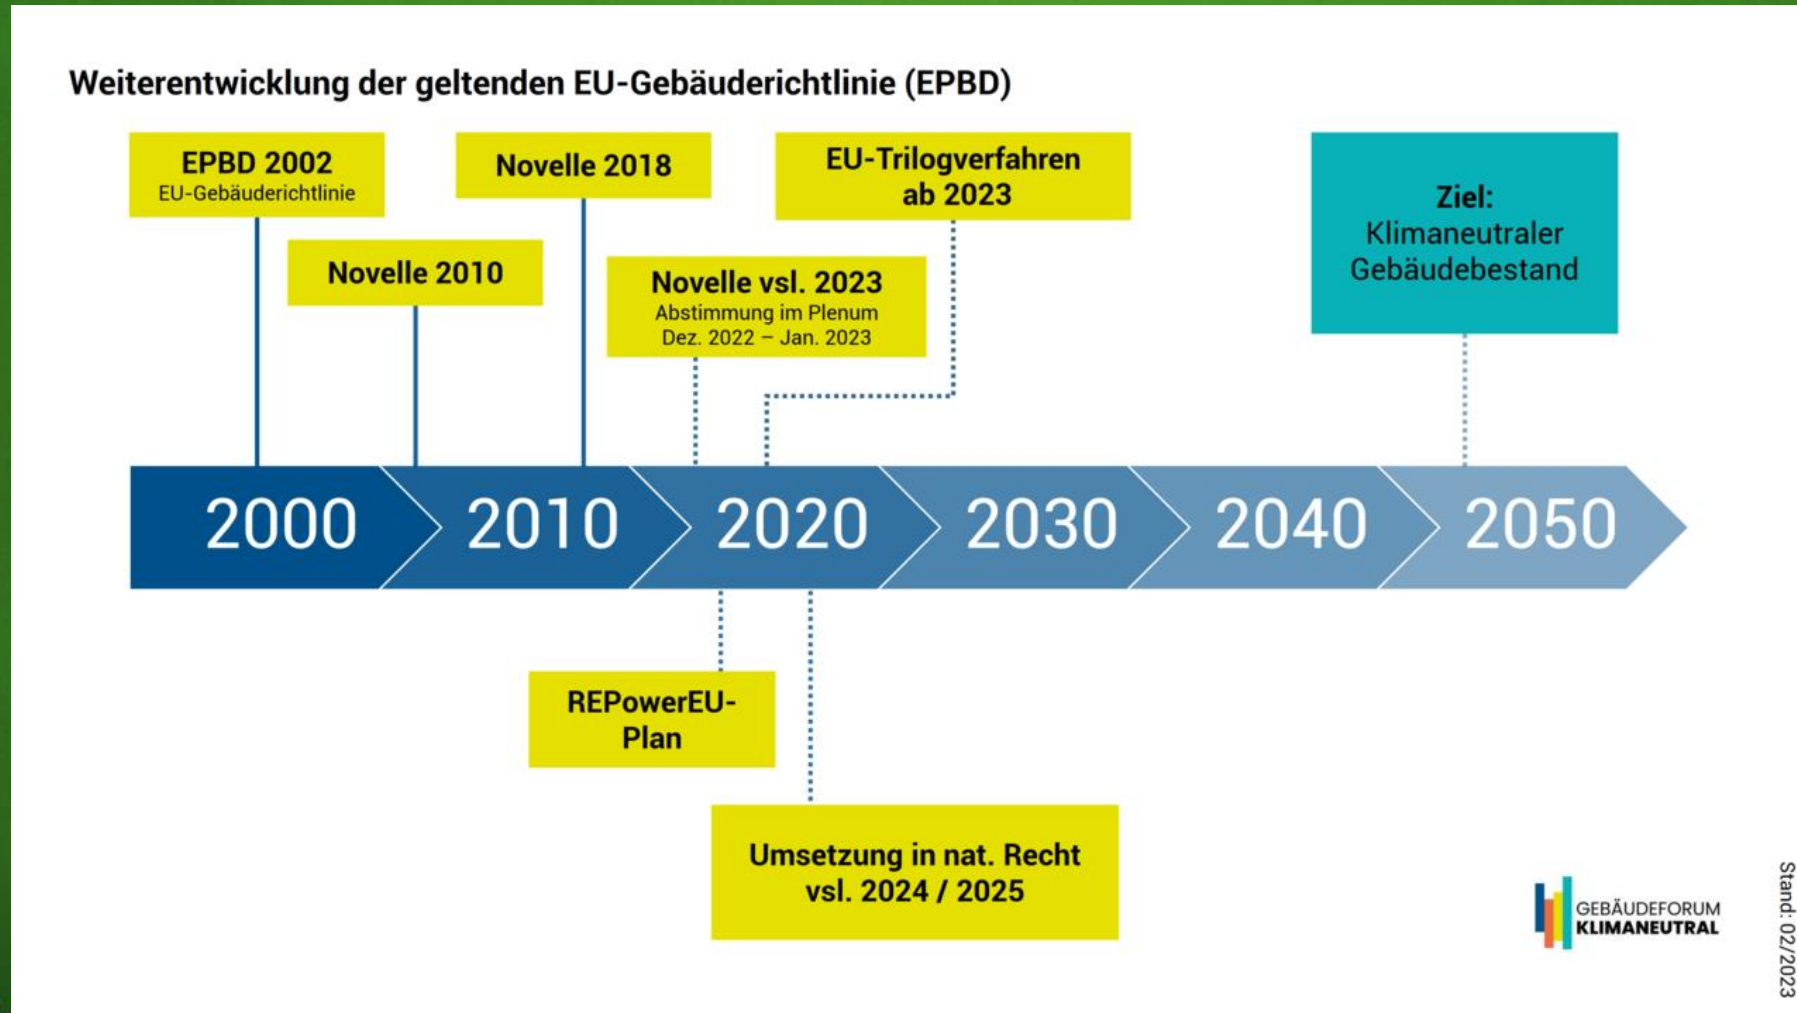 Weiterentwicklung der geltenden EU-Gebäuderichtlinie (EPBD)
EPBD 2002
EU-Gebäuderichtlinie
Novelle 2010
Novelle 2018
Novelle vsl. 2023
Abstimmung im Plenum
Dez. 2022 – Jan. 2023
EU-Trilogverfahren
ab 2023
Ziel:
Klimaneutraler
Gebäudebestand
2000
2010
2020
2030
2040
2050
REPowerEU-
Plan
Umsetzung in nat. Recht
vsl. 2024 / 2025
GEBÄUDEFORUM
KLIMANEUTRAL
Stand: 02/2023